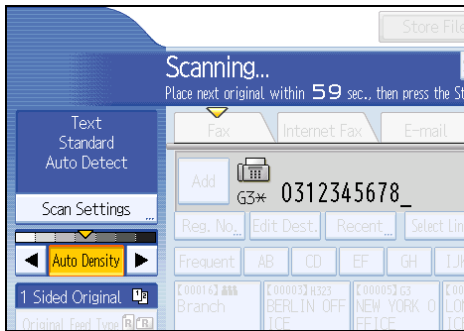 Store File
Scanning...
Place next original within 59 sec., then press the St
Text
Standard
Auto Detect
Scan Settings
Auto Density
1 Sided Original
Original Feed Type
Fax
Internet Fax
E-mail
Add
G3* 0312345678_
Reg. No.
Edit Dest.
Recent
Select Lin
Frequent
AB
CD
EF
GH
IJK
[00016]
Branch
[00003]H323
BERLIN OFF
ICE
[00005]G3
NEW YORK O
FFICE
LON